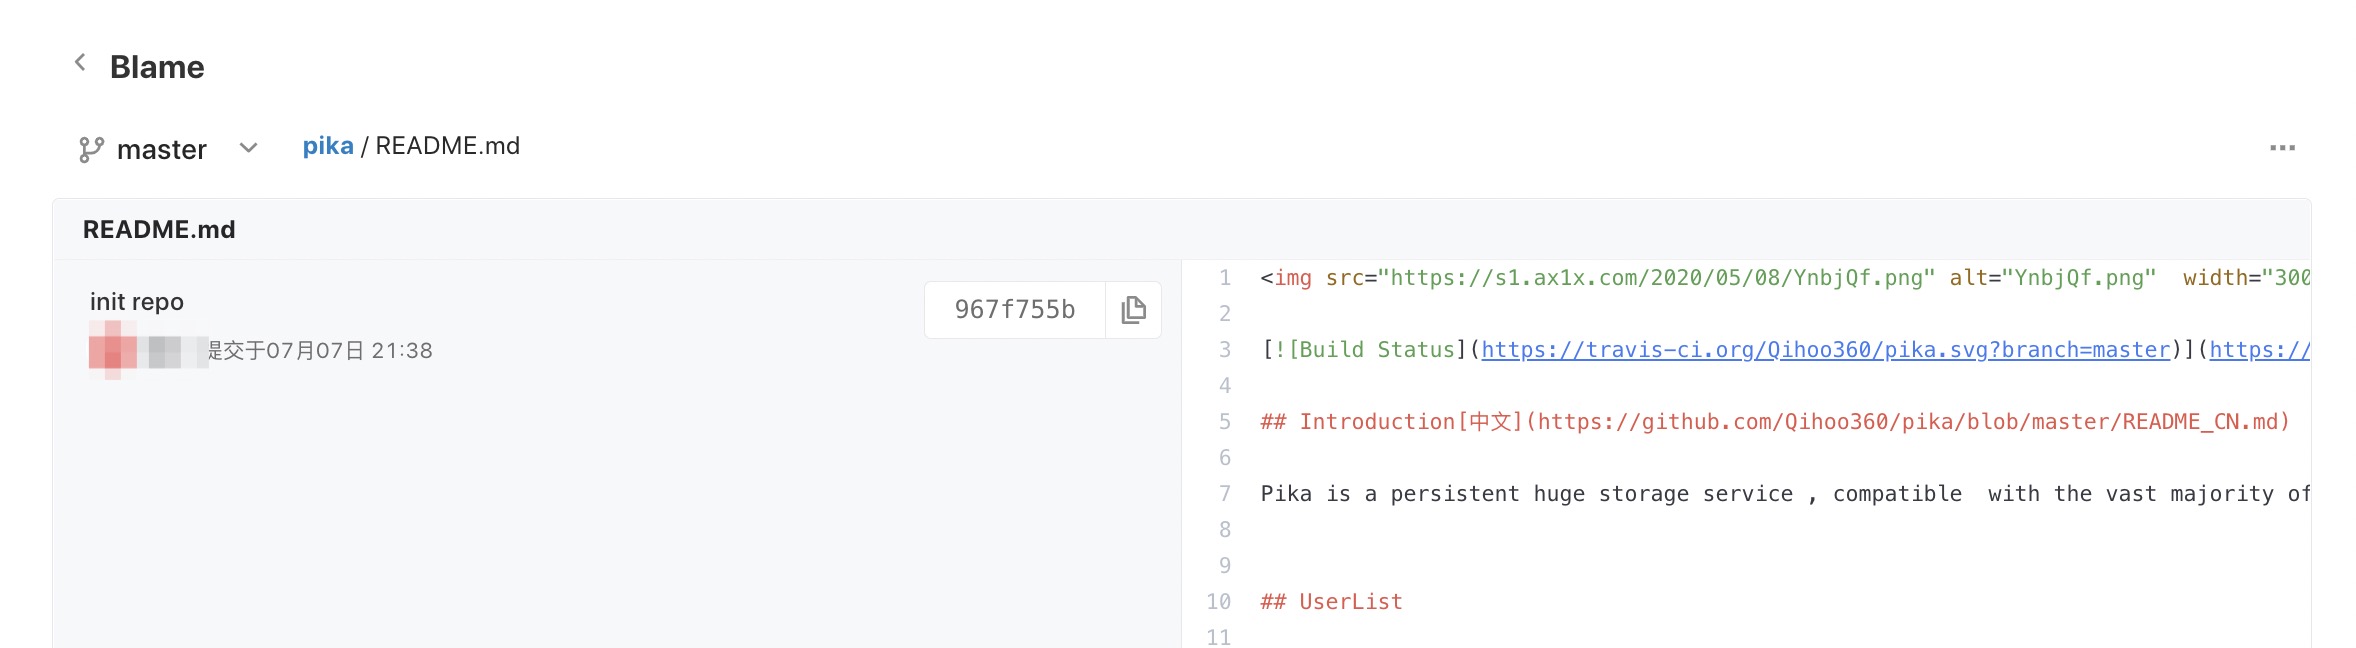 Blame
master
pika / README.md
README.md
init repo
967f755b
提交于07月07日 21:38
1 <img src="https://s1.ax1x.com/2020/05/08/YnbjQf.png" alt="YnbjQf.png"  width="300
2
3 [![Build Status](https://travis-ci.org/Qihoo360/pika.svg?branch=master)](https://
4
5 ## Introduction[中文](https://github.com/Qihoo360/pika/blob/master/README_CN.md)
6
7 Pika is a persistent huge storage service , compatible  with the vast majority of
8
9
10 ## UserList
11